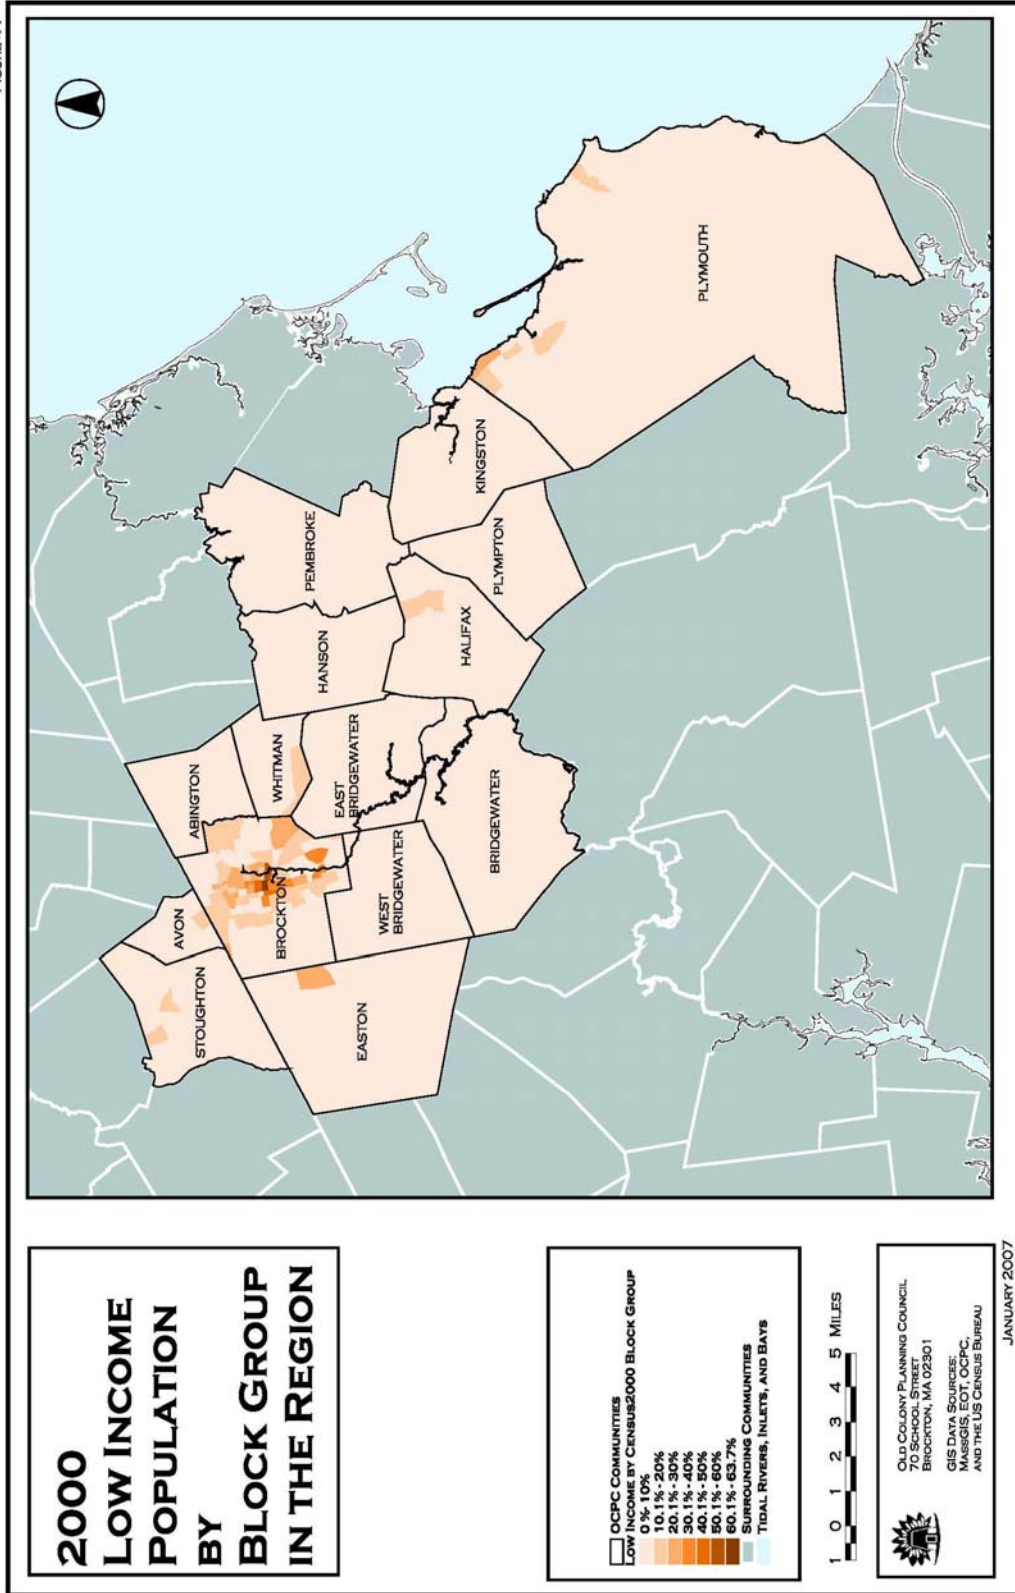 2000
LOW INCOME
POPULATION
BY
BLOCK GROUP
IN THE REGION
STOUGHTON
AVON
ABINGTON
BROCKTON
WHITMAN
EASTON
WEST
BRIDGEWATER
EAST
BRIDGEWATER
BRIDGEWATER
HANSON
PEMBROKE
HALIFAX
PLYMPTON
KINGSTON
PLYMOUTH
OCPC COMMUNITIES
LOW INCOME BY CENSUS2000 BLOCK GROUP
0 %- 10%
10.1%- 20%
20.1%- 30%
30.1%- 40%
40.1%- 50%
50.1%- 60%
60.1%- 63.7%
SURROUNDING COMMUNITIES
TIDAL RIVERS, INLETS, AND BAYS
1 0 1 2 3 4 5 MILES
OLD COLONY PLANNING COUNCIL
70 SCHOOL STREET
BROCKTON, MA 02301
GIS DATA SOURCES:
MASSGIS, EOT, OCPC,
AND THE US CENSUS BUREAU
JANUARY 2007